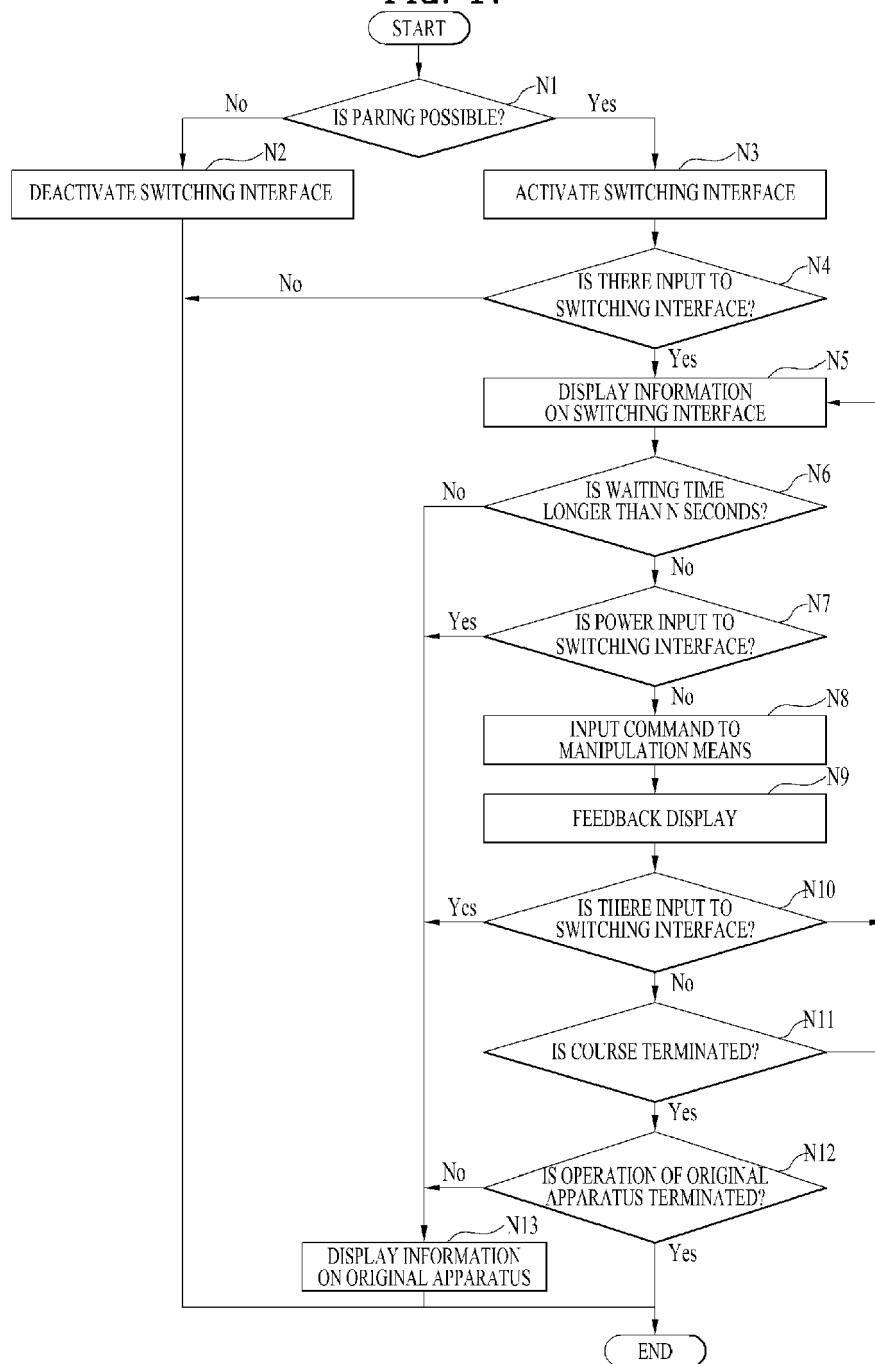 START
N1
No
IS PARING POSSIBLE?
Yes
N2
DEACTIVATE SWITCHING INTERFACE
N3
ACTIVATE SWITCHING INTERFACE
N4
No
IS THERE INPUT TO
SWITCHING INTERFACE?
Yes
N5
DISPLAY INFORMATION
ON SWITCHING INTERFACE
N6
No
IS WAITING TIME
LONGER THAN N SECONDS?
No
N7
Yes
IS POWER INPUT TO
SWITCHING INTERFACE?
No
N8
INPUT COMMAND TO
MANIPULATION MEANS
N9
FEEDBACK DISPLAY
N10
Yes
IS THERE INPUT TO
SWITCHING INTERFACE?
No
N11
IS COURSE TERMINATED?
Yes
N12
No
IS OPERATION OF ORIGINAL
APPARATUS TERMINATED?
Yes
N13
DISPLAY INFORMATION
ON ORIGINAL APPARATUS
END